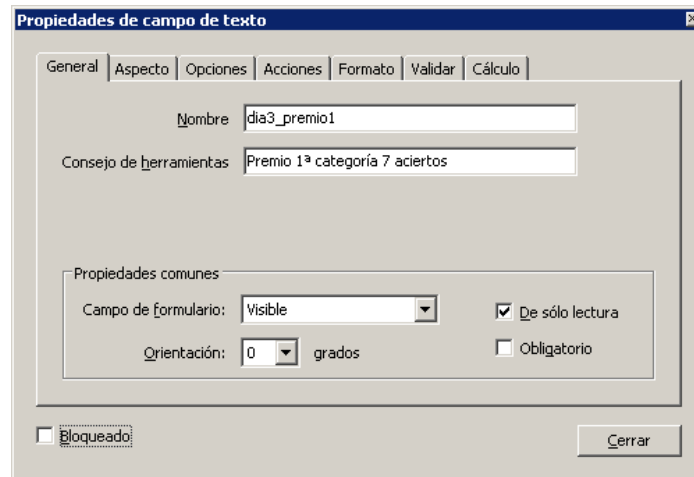 Propiedades de campo de texto
General Aspecto Opciones Acciones Formato Validar Cálculo
Nombre dia3_premio1
Consejo de herramientas Premio 1ª categoría 7 aciertos
Propiedades comunes
Campo de formulario: Visible De sólo lectura
Orientación: 0 grados Obligatorio
Bloqueado Cerrar